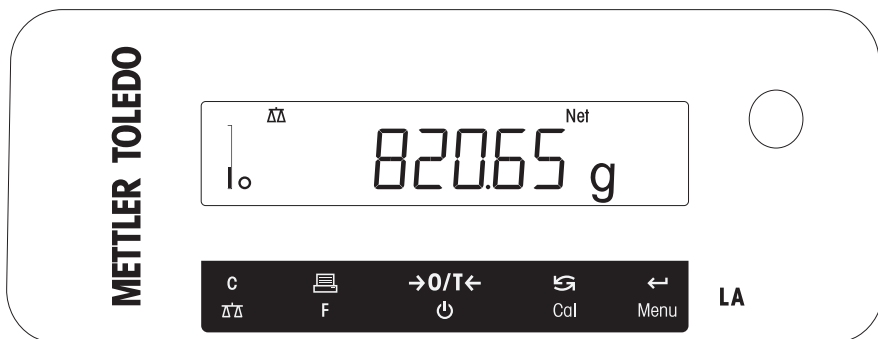 METTLER TOLEDO
Net
820.65 g
C →0/T← ↵
F Cal Menu
LA